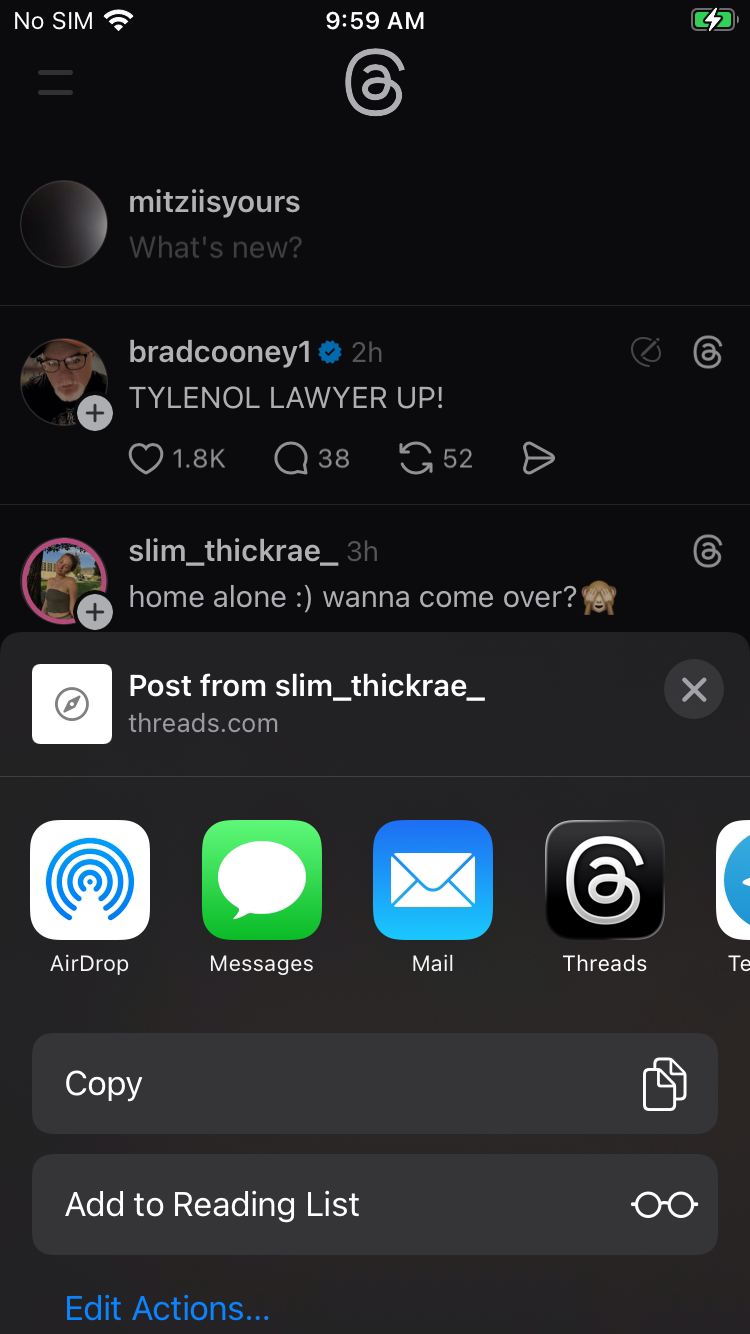 No SIM 9:59 AM
mitziisyours
What's new?
bradcooney1 2h
TYLENOL LAWYER UP!
1.8K 38 52
slim_thickrae_ 3h
home alone :) wanna come over?🙈
Post from slim_thickrae_
threads.com
AirDrop Messages Mail Threads Te
Copy
Add to Reading List
Edit Actions...